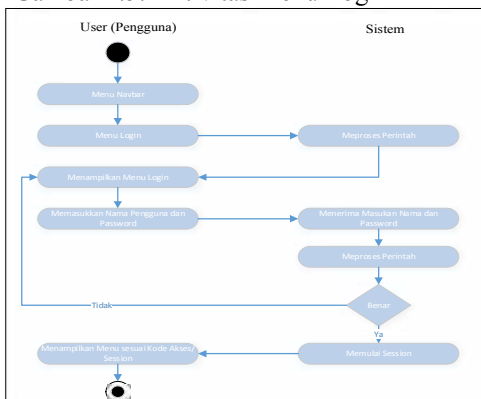 User (Pengguna)
Sistem
Menu Navbar
Menu Login
Meproses Perintah
Menampilkan Menu Login
Memasukkan Nama Pengguna dan
Password
Menerima Masukan Nama dan
Password
Meproses Perintah
Benar
Tidak
Ya
Memulai Session
Menampilkan Menu sesuai Kode Akses/
Session